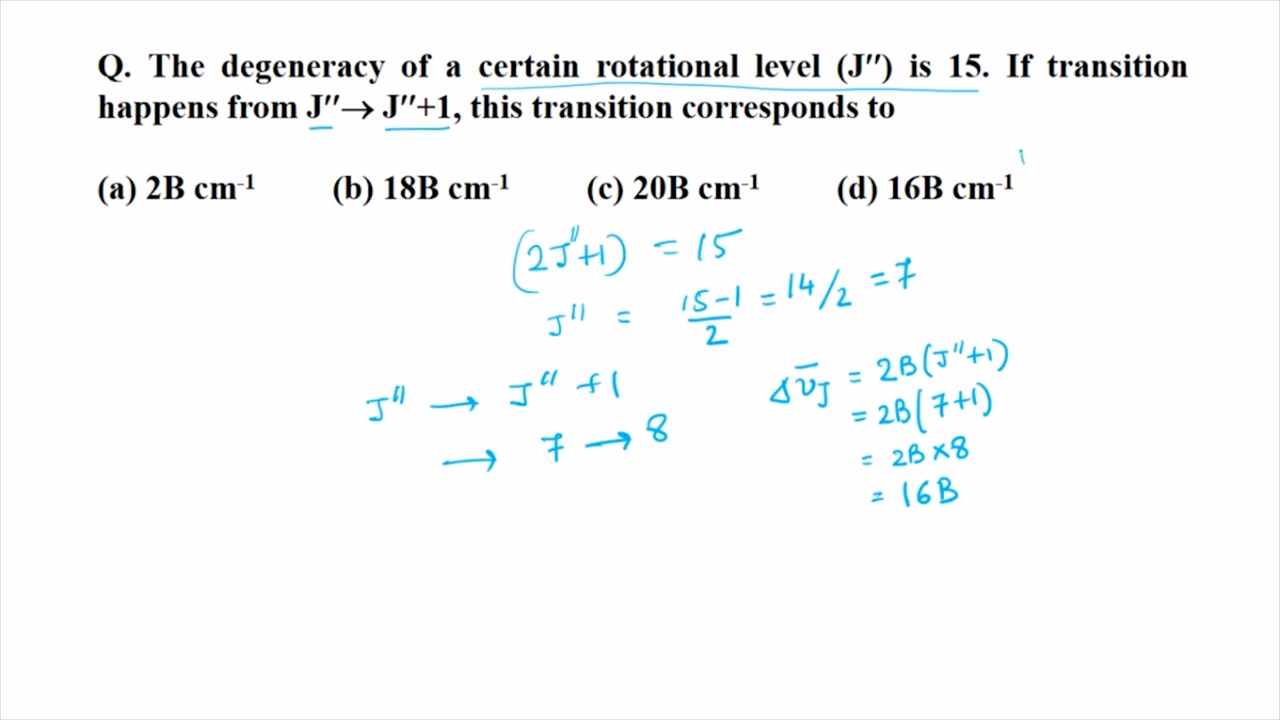 Q. The degeneracy of a certain rotational level (J″) is 15. If transition
happens from J″→ J″+1, this transition corresponds to
(a) 2B cm⁻¹ (b) 18B cm⁻¹ (c) 20B cm⁻¹ (d) 16B cm⁻¹
(2J″+1) = 15
J″ = (15-1)/2 = 14/2 = 7
J″ → J″ +1
→ 7 → 8
Δν̄J = 2B(J″+1)
= 2B(7+1)
= 2B×8
= 16B